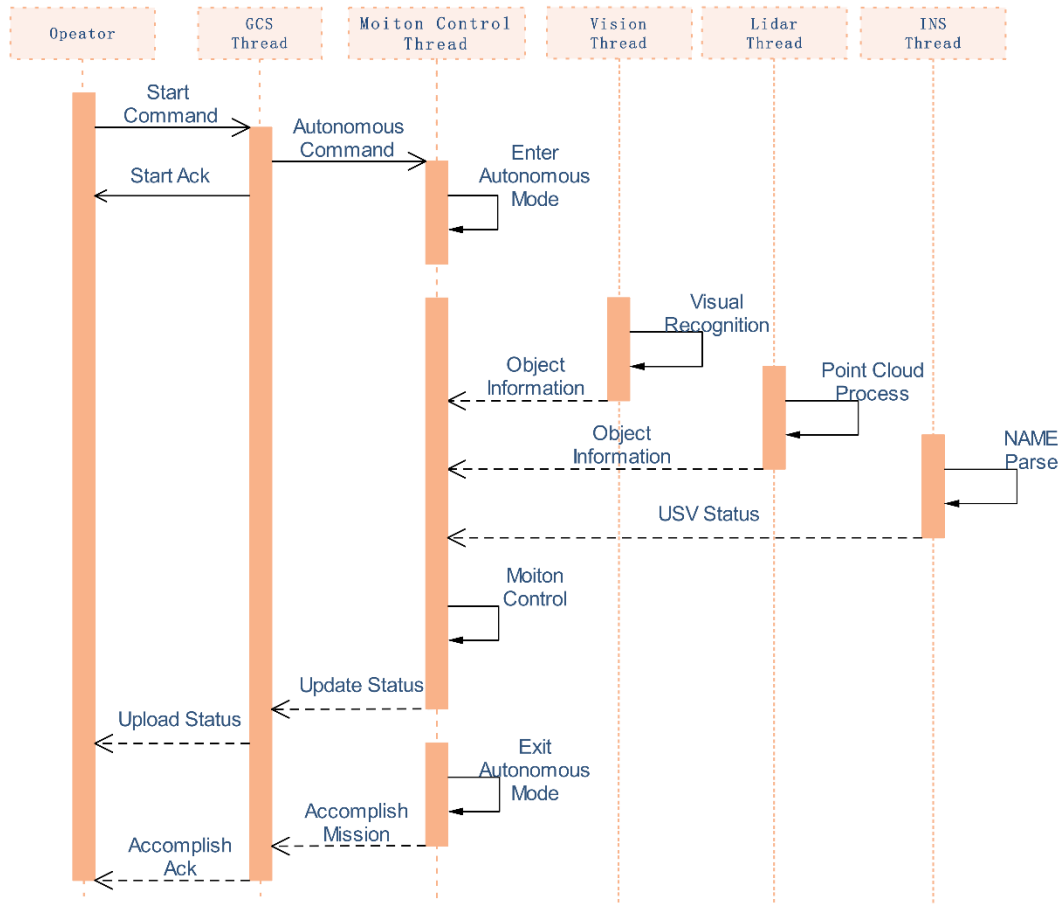 Opeator
GCS
Thread
Moiton Control
Thread
Vision
Thread
Lidar
Thread
INS
Thread
Start
Command
Autonomous
Command
Enter
Autonomous
Mode
Start Ack
Visual
Recognition
Object
Information
Point Cloud
Process
Object
Information
NAME
Parse
USV Status
Moiton
Control
Update Status
Upload Status
Exit
Autonomous
Mode
Accomplish
Mission
Accomplish
Ack